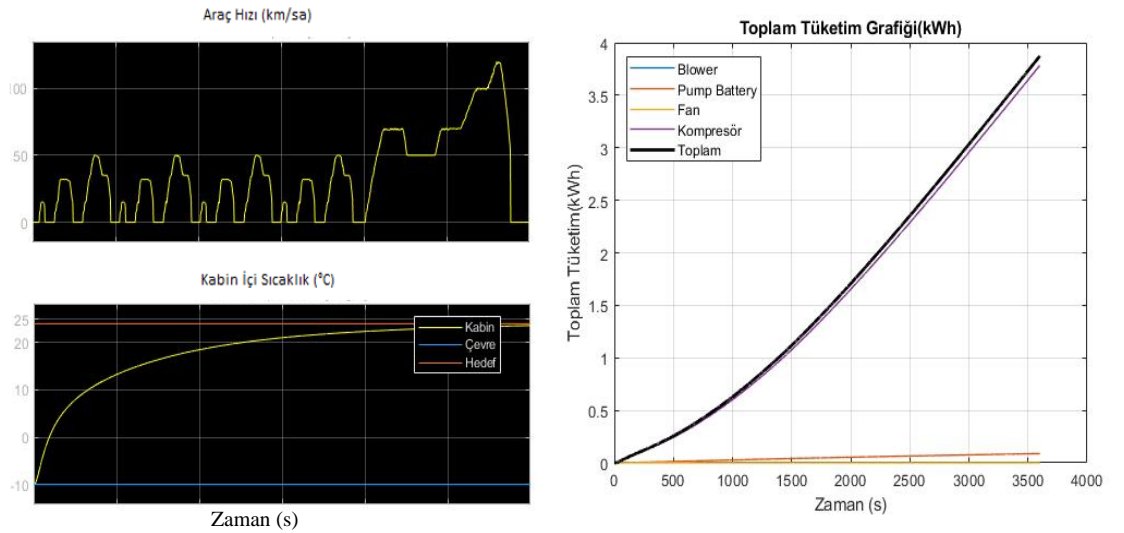 Araç Hızı (km/sa)
100
50
0
Kabin İçi Sıcaklık (°C)
25
20
10
0
-10
Kabin
Çevre
Hedef
Zaman (s)
Toplam Tüketim Grafiği(kWh)
Toplam Tüketim(kWh)
4
3.5
3
2.5
2
1.5
1
0.5
0
Blower
Pump Battery
Fan
Kompresör
Toplam
0 500 1000 1500 2000 2500 3000 3500 4000
Zaman (s)